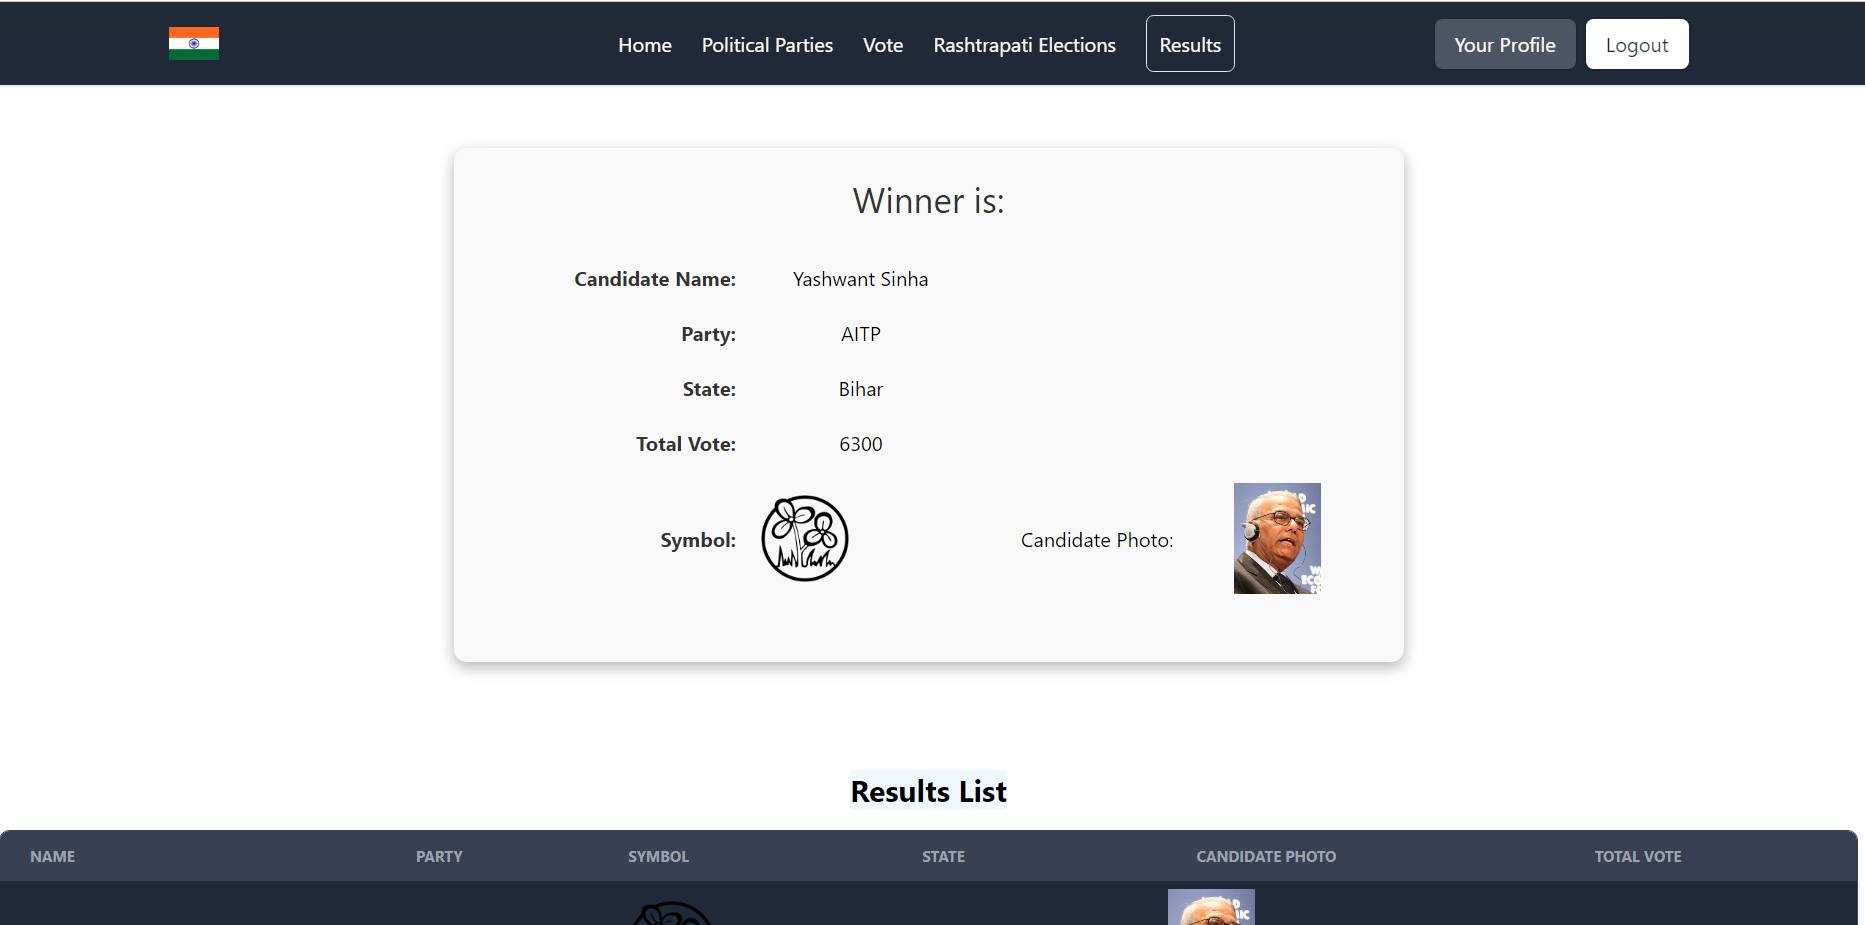 Home Political Parties Vote Rashtrapati Elections Results Your Profile Logout
Winner is:
Candidate Name: Yashwant Sinha
Party: AITP
State: Bihar
Total Vote: 6300
Symbol: Candidate Photo:
Results List
NAME PARTY SYMBOL STATE CANDIDATE PHOTO TOTAL VOTE